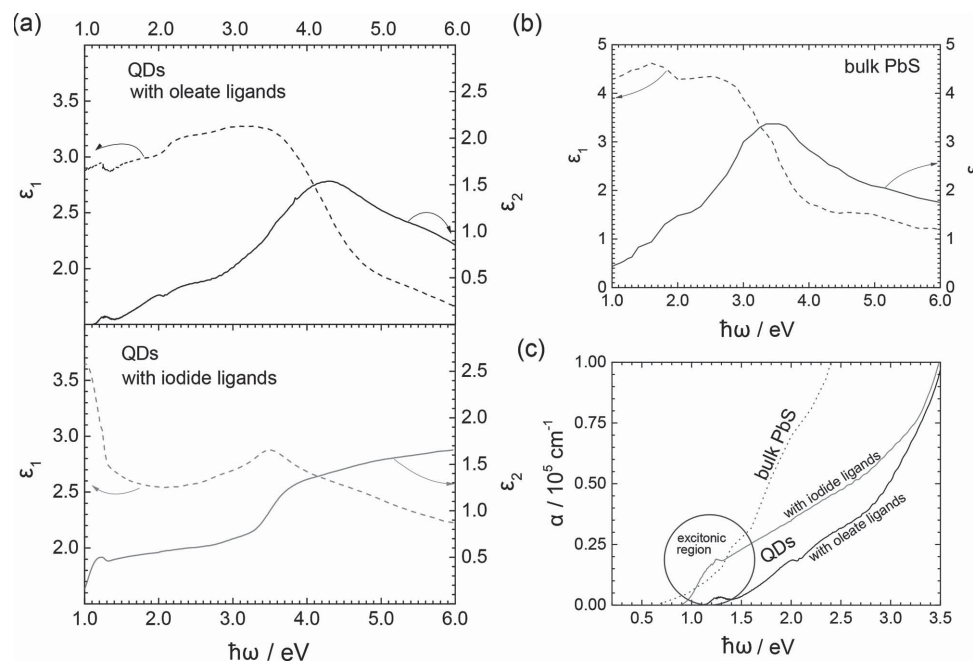 (a)
1.0 2.0 3.0 4.0 5.0 6.0
QDs
with oleate ligands
3.5
3.0
2.5
2.0
ε1
2.5
2.0
1.5
1.0
0.5
ε2
QDs
with iodide ligands
3.5
3.0
2.5
2.0
1.5
ε1
2.5
2.0
1.5
1.0
0.5
ε2
1.0 2.0 3.0 4.0 5.0 6.0
ħω / eV
(b)
bulk PbS
5
4
3
2
1
0
ε1
5
4
3
2
1
0
1.0 2.0 3.0 4.0 5.0 6.0
ħω / eV
(c)
1.00
0.75
0.50
0.25
0.00
α / 10⁵ cm⁻¹
bulk PbS
with iodide ligands
excitonic
region
QDs
with oleate ligands
0.5 1.0 1.5 2.0 2.5 3.0 3.5
ħω / eV